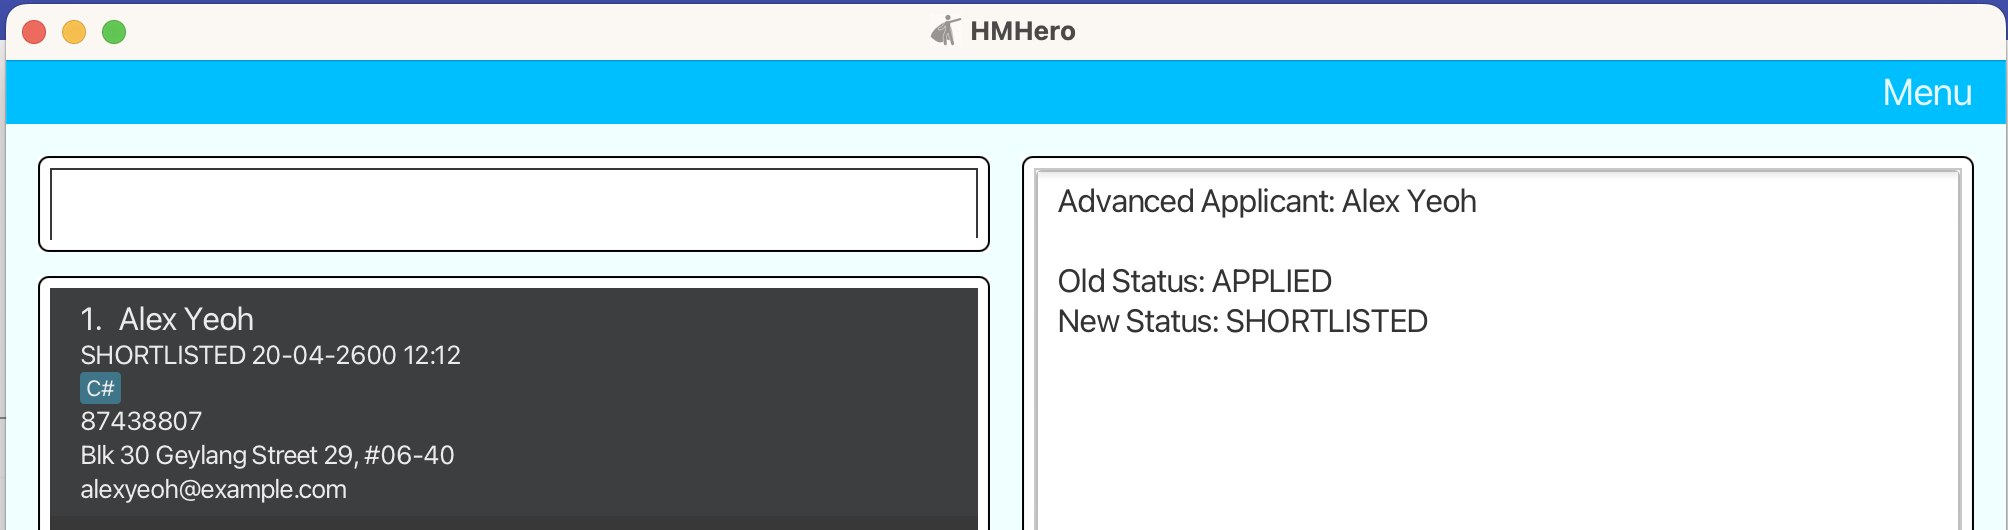 HMHero
Menu
1. Alex Yeoh
SHORTLISTED 20-04-2600 12:12
C#
87438807
Blk 30 Geylang Street 29, #06-40
alexyeoh@example.com
Advanced Applicant: Alex Yeoh
Old Status: APPLIED
New Status: SHORTLISTED